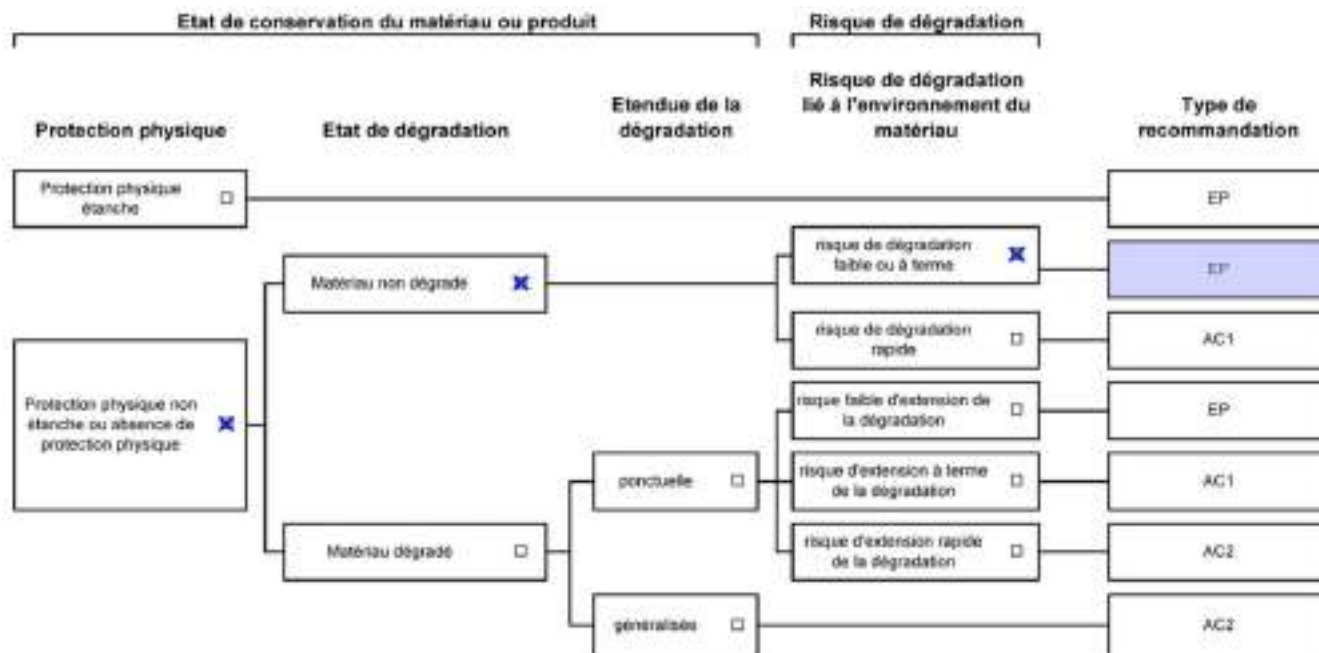 Etat de conservation du matériau ou produit
Risque de dégradation
Protection physique
Etat de dégradation
Etendue de la
dégradation
Risque de dégradation
lié à l'environnement du
matériau
Type de
recommandation
Protection physique
étanche
EP
risque de dégradation
faible ou à terme
EP
Matériau non dégradé
risque de dégradation
rapide
AC1
Protection physique non
étanche ou absence de
protection physique
risque faible d'extension de
la dégradation
EP
ponctuelle
risque d'extension à terme
de la dégradation
AC1
Matériau dégradé
risque d'extension rapide
de la dégradation
AC2
généralisée
AC2